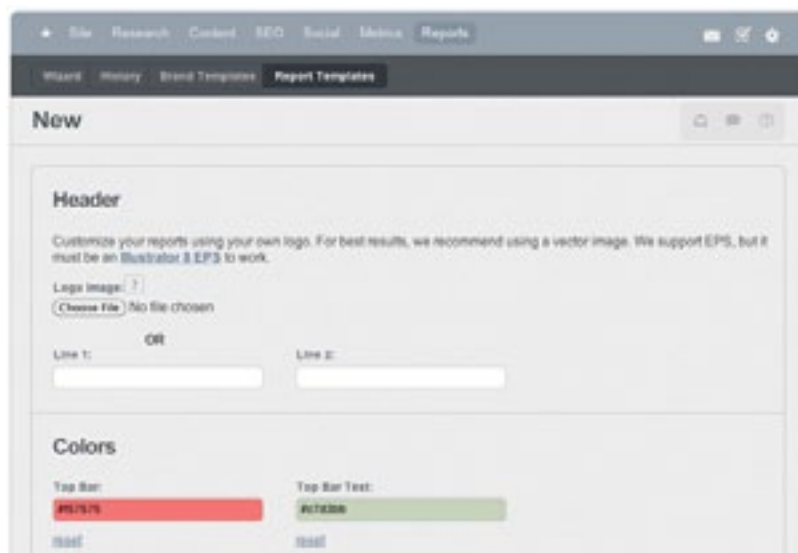 Site Research Content SEO Social Metrics Reports
Wizard History Brand Templates Report Templates
New
Header
Customize your reports using your own logo. For best results, we recommend using a vector image. We support EPS, but it
must be an Illustrator 8 EPS to work.
Logo Image: ?
Choose File No file chosen
OR
Line 1: Line 2:
Colors
Top Bar: Top Bar Text:
reset reset